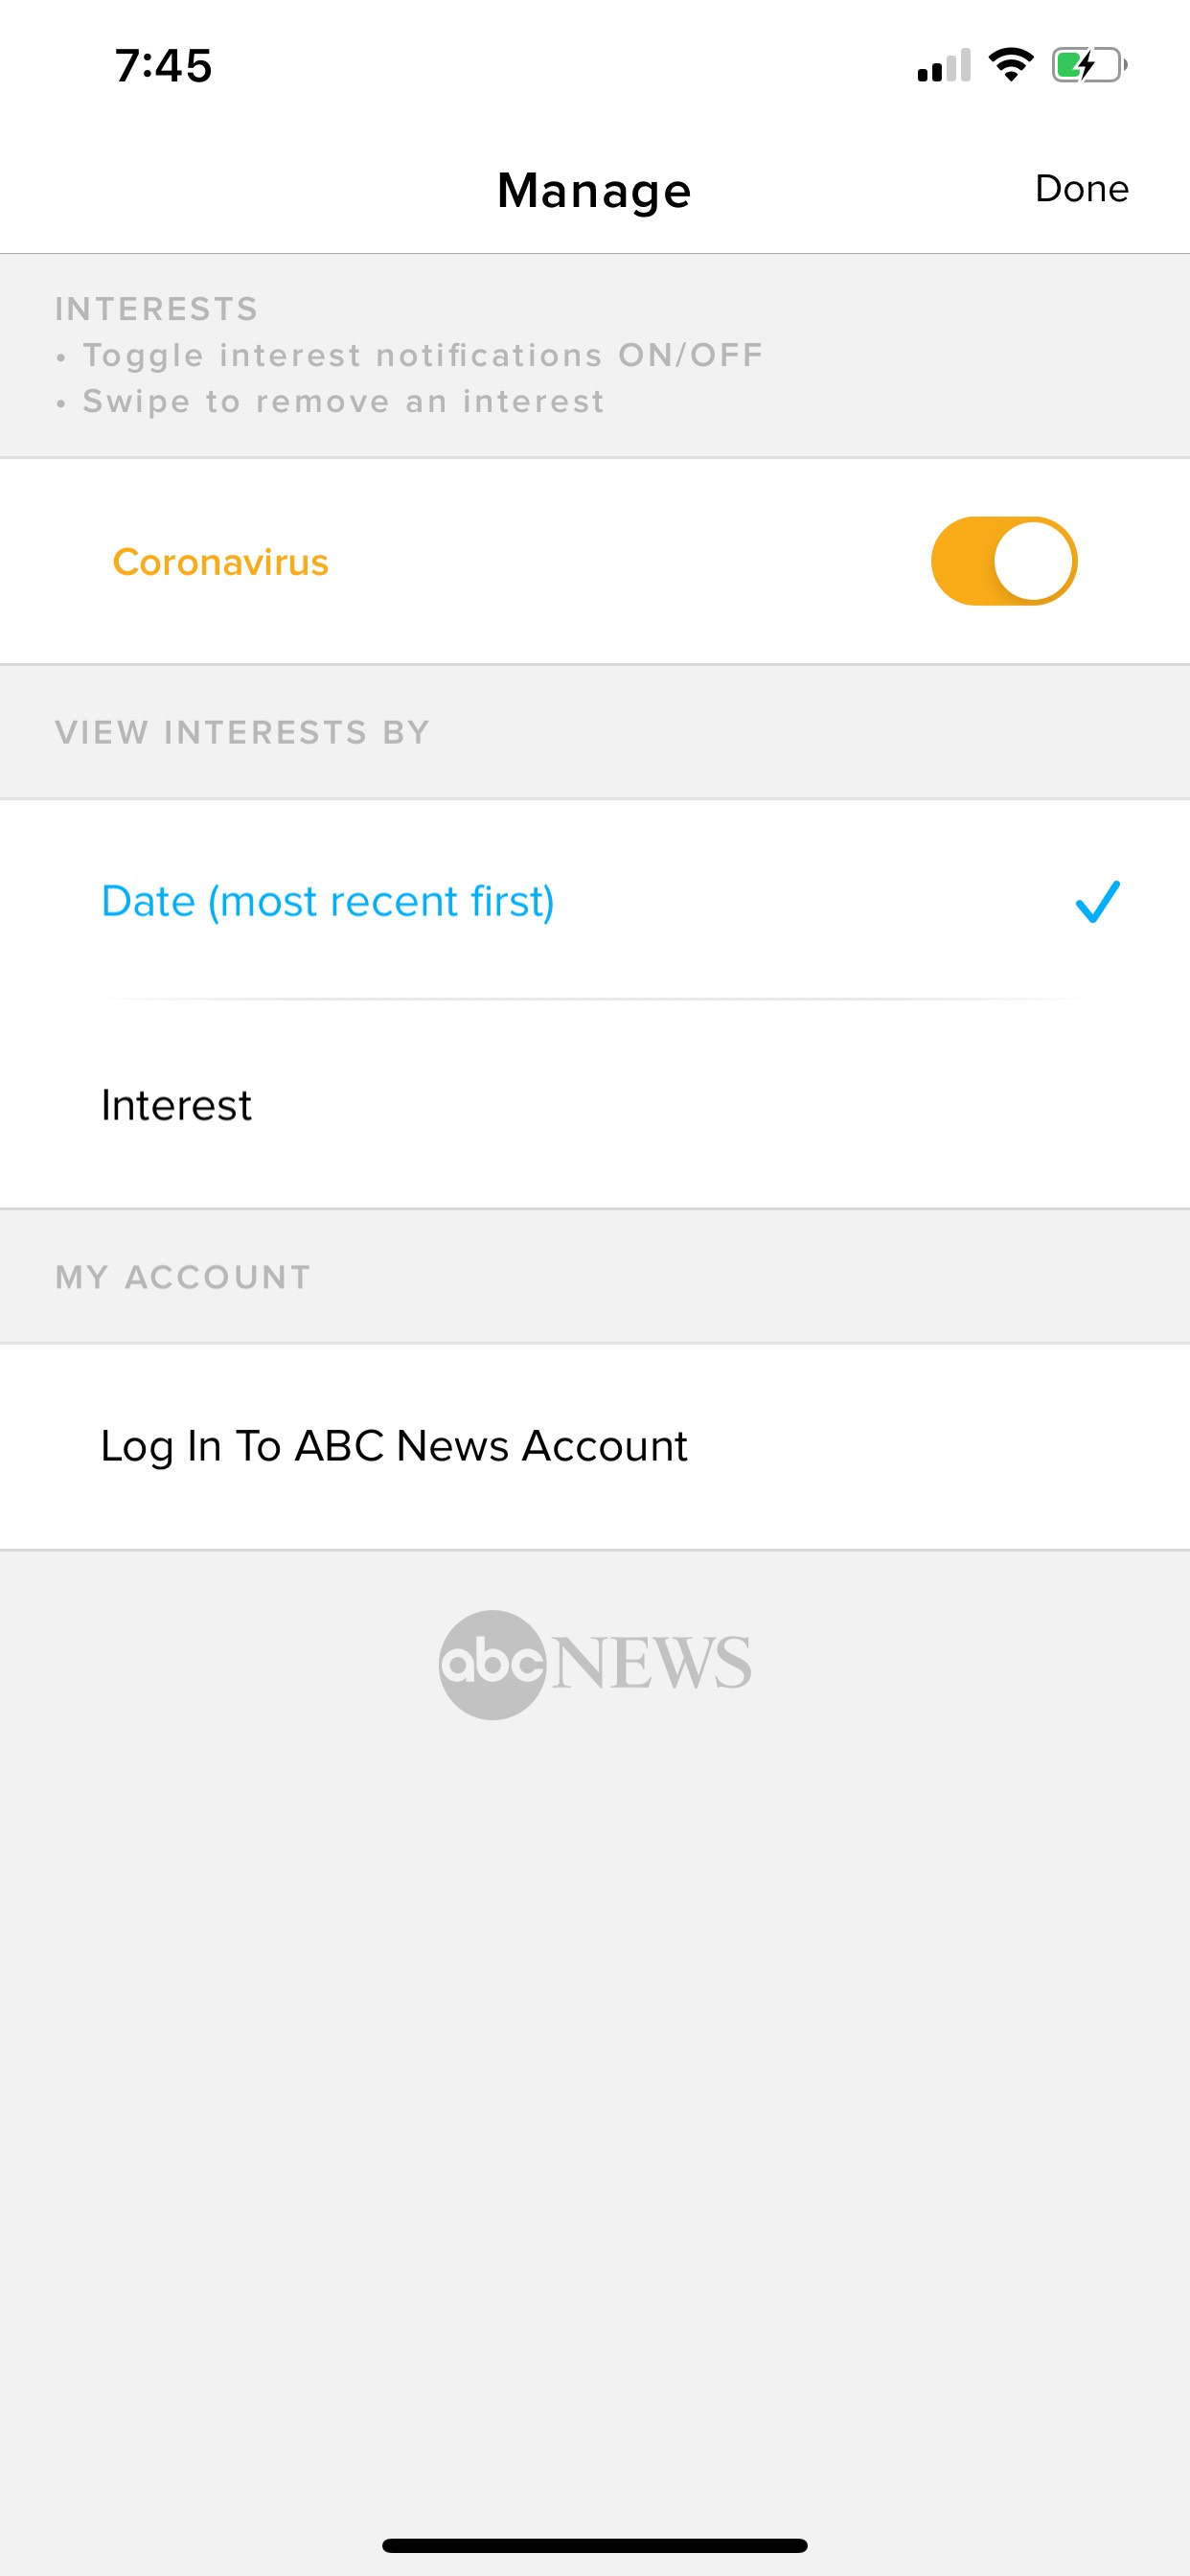 7:45
Manage
Done
INTERESTS
• Toggle interest notifications ON/OFF
• Swipe to remove an interest
Coronavirus
VIEW INTERESTS BY
Date (most recent first)
Interest
MY ACCOUNT
Log In To ABC News Account
abc NEWS